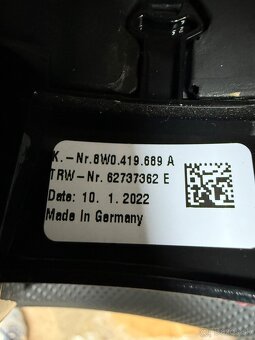 K.-Nr.8W0.419.689 A
TRW-Nr. 62737362 E
Date: 10. 1.2022
Made In Germany